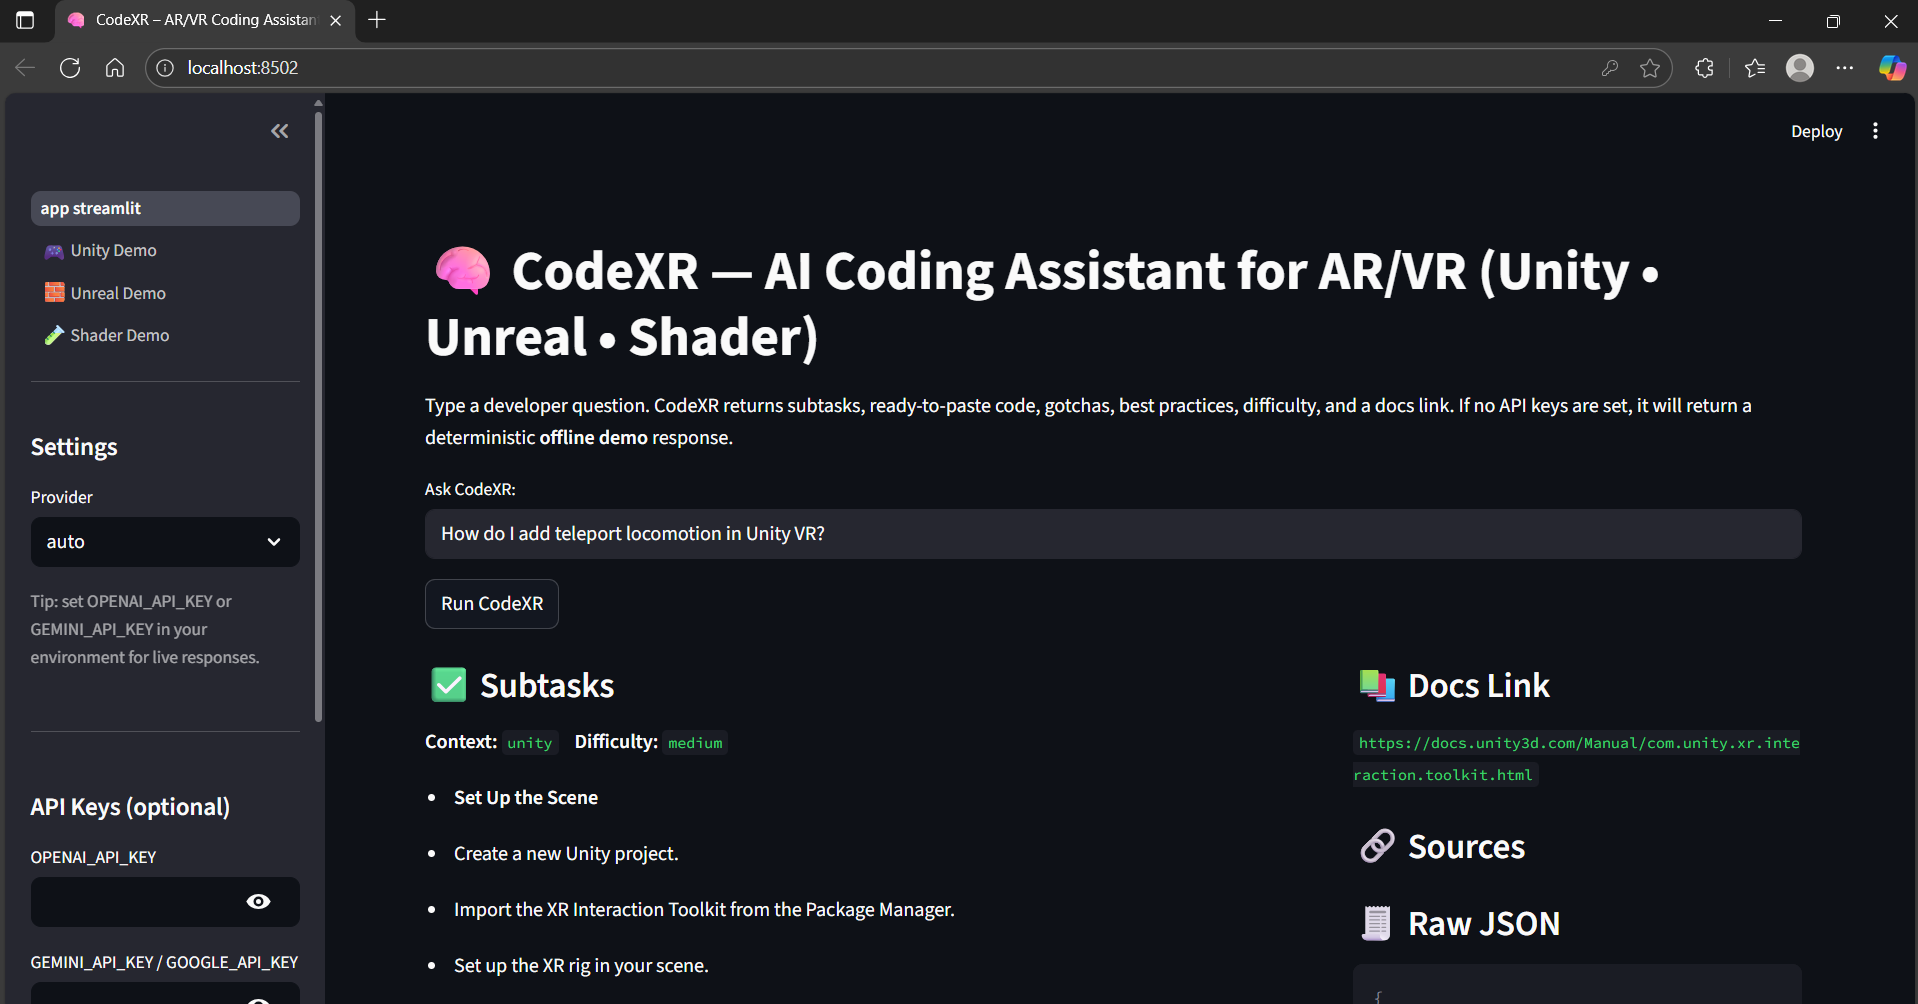 CodeXR – AR/VR Coding Assistan
localhost:8502
Deploy
app streamlit
Unity Demo
Unreal Demo
Shader Demo
Settings
Provider
auto
Tip: set OPENAI_API_KEY or
GEMINI_API_KEY in your
environment for live responses.
API Keys (optional)
OPENAI_API_KEY
GEMINI_API_KEY / GOOGLE_API_KEY
CodeXR — AI Coding Assistant for AR/VR (Unity •
Unreal • Shader)
Type a developer question. CodeXR returns subtasks, ready-to-paste code, gotchas, best practices, difficulty, and a docs link. If no API keys are set, it will return a
deterministic offline demo response.
Ask CodeXR:
How do I add teleport locomotion in Unity VR?
Run CodeXR
Subtasks
Context: unity Difficulty: medium
• Set Up the Scene
• Create a new Unity project.
• Import the XR Interaction Toolkit from the Package Manager.
• Set up the XR rig in your scene.
Docs Link
https://docs.unity3d.com/Manual/com.unity.xr.inte
raction.toolkit.html
Sources
Raw JSON
{